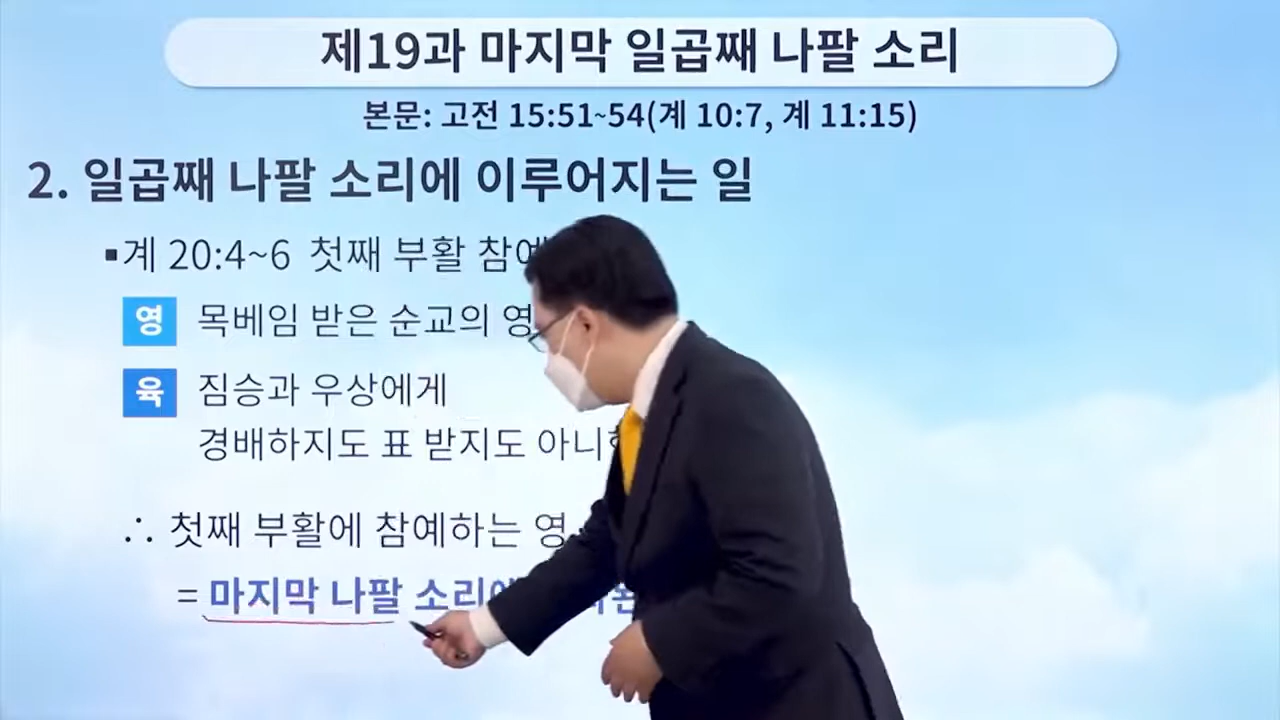 제19과 마지막 일곱째 나팔 소리
본문: 고전 15:51~54(계 10:7, 계 11:15)
2. 일곱째 나팔 소리에 이루어지는 일
▪계 20:4~6 첫째 부활 참예
영 목베임 받은 순교의 영
육 짐승과 우상에게
경배하지도 표 받지도
∴ 첫째 부활에 참예하는 영
= 마지막 나팔 소리에